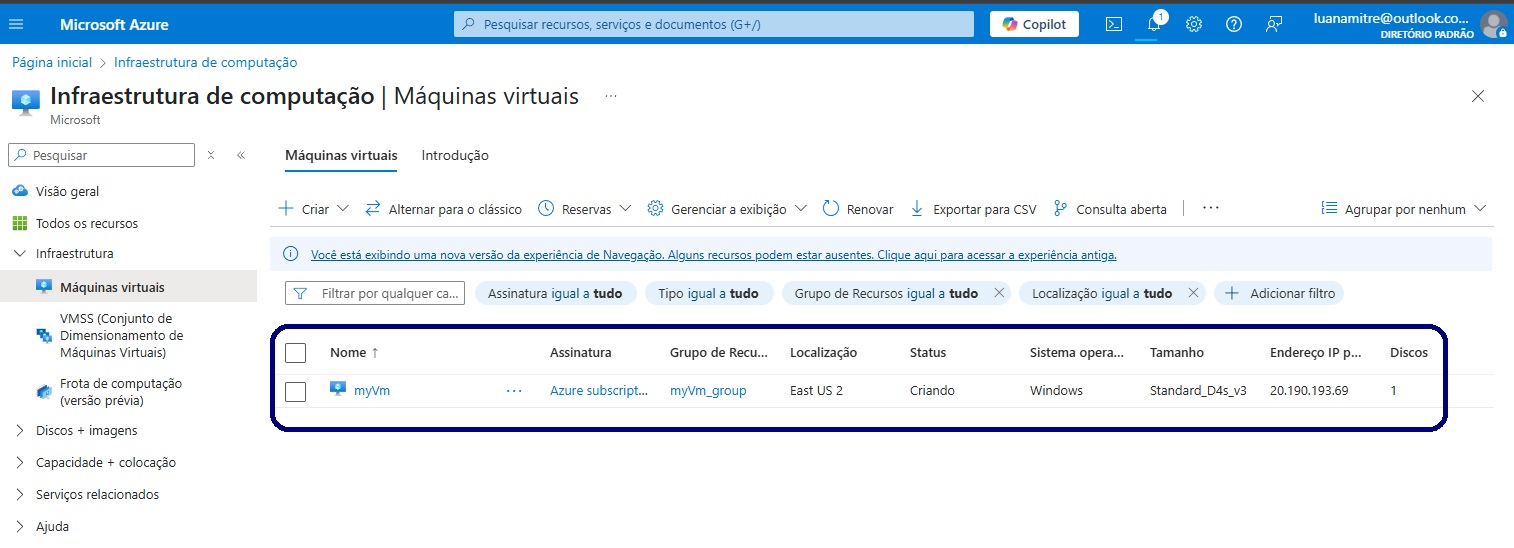 Microsoft Azure
Pesquisar recursos, serviços e documentos (G+/)
Copilot
1
luanamitre@outlook.co...
DIRETÓRIO PADRÃO
Página inicial > Infraestrutura de computação
Infraestrutura de computação | Máquinas virtuais ...
Microsoft
Pesquisar
Visão geral
Todos os recursos
Infraestrutura
Máquinas virtuais
VMSS (Conjunto de
Dimensionamento de
Máquinas Virtuais)
Frota de computação
(versão prévia)
Discos + imagens
Capacidade + colocação
Serviços relacionados
Ajuda
Máquinas virtuais Introdução
Criar Alternar para o clássico Reservas Gerenciar a exibição Renovar Exportar para CSV Consulta aberta ... Agrupar por nenhum
Você está exibindo uma nova versão da experiência de Navegação. Alguns recursos podem estar ausentes. Clique aqui para acessar a experiência antiga.
Filtrar por qualquer ca... Assinatura igual a tudo Tipo igual a tudo Grupo de Recursos igual a tudo Localização igual a tudo Adicionar filtro
Nome ↑ Assinatura Grupo de Recu... Localização Status Sistema opera... Tamanho Endereço IP p... Discos
myVm ... Azure subscript... myVm_group East US 2 Criando Windows Standard_D4s_v3 20.190.193.69 1